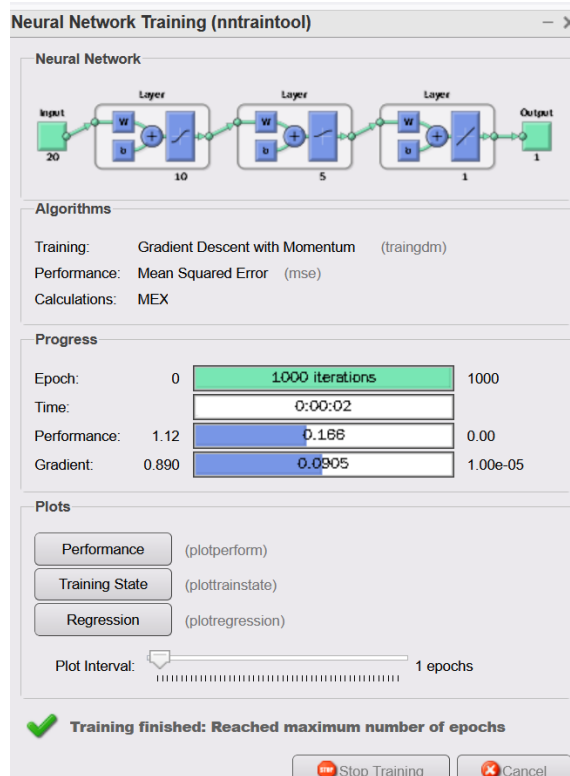 Neural Network Training (nntraintool)
Neural Network
Layer Layer Layer
Input Output
W W W
b b b
20 10 5 1 1
Algorithms
Training: Gradient Descent with Momentum (traingdm)
Performance: Mean Squared Error (mse)
Calculations: MEX
Progress
Epoch: 0 1000 iterations 1000
Time: 0:00:02
Performance: 1.12 0.166 0.00
Gradient: 0.890 0.0905 1.00e-05
Plots
Performance (plotperform)
Training State (plottrainstate)
Regression (plotregression)
Plot Interval: 1 epochs
Training finished: Reached maximum number of epochs
STOP Stop Training Cancel